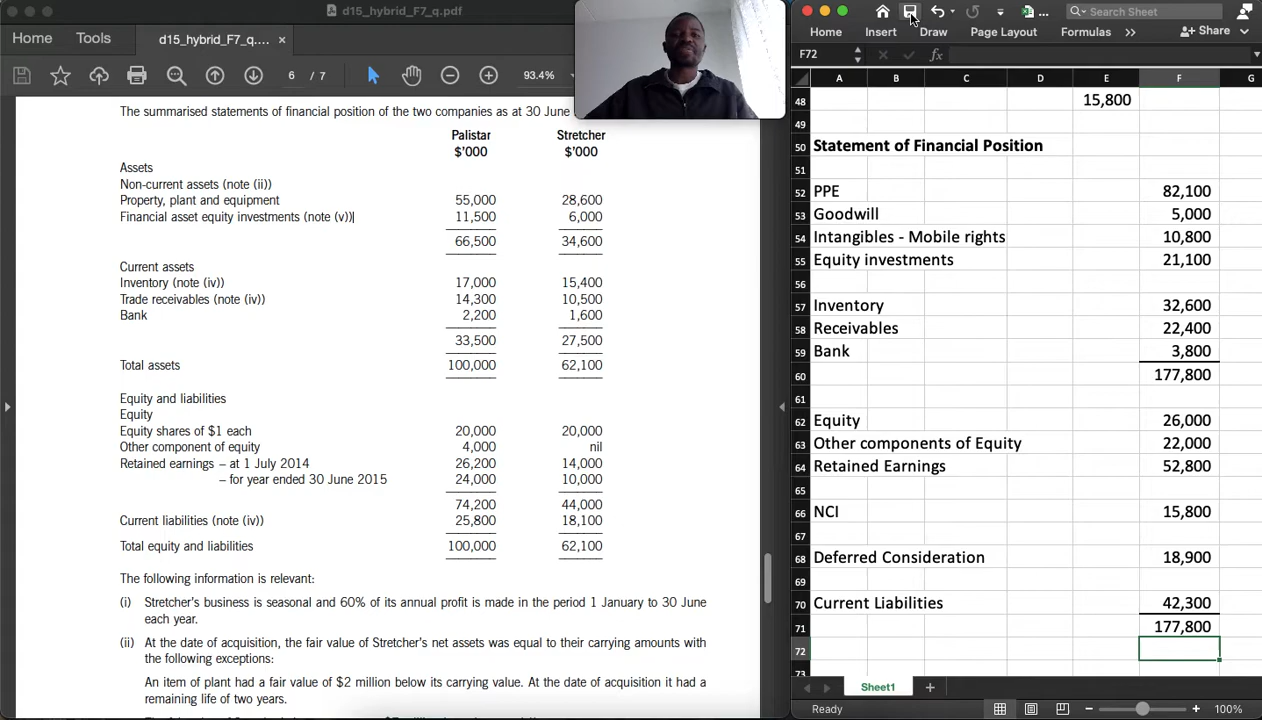 d15_hybrid_F7_q.pdf
Home Tools d15_hybrid_F7_q.... ×
6 / 7 93.4%
The summarised statements of financial position of the two companies as at 30 June
Palistar Stretcher
$'000 $'000
Assets
Non-current assets (note (ii))
Property, plant and equipment 55,000 28,600
Financial asset equity investments (note (v)) 11,500 6,000
66,500 34,600
Current assets
Inventory (note (iv)) 17,000 15,400
Trade receivables (note (iv)) 14,300 10,500
Bank 2,200 1,600
33,500 27,500
Total assets 100,000 62,100
Equity and liabilities
Equity
Equity shares of $1 each 20,000 20,000
Other component of equity 4,000 nil
Retained earnings – at 1 July 2014 26,200 14,000
– for year ended 30 June 2015 24,000 10,000
74,200 44,000
Current liabilities (note (iv)) 25,800 18,100
Total equity and liabilities 100,000 62,100
The following information is relevant:
(i) Stretcher's business is seasonal and 60% of its annual profit is made in the period 1 January to 30 June
each year.
(ii) At the date of acquisition, the fair value of Stretcher's net assets was equal to their carrying amounts with
the following exceptions:
An item of plant had a fair value of $2 million below its carrying value. At the date of acquisition it had a
remaining life of two years.
... Search Sheet
Home Insert Draw Page Layout Formulas >> Share
F72 fx
A B C D E F G
48 15,800
49
50 Statement of Financial Position
51
52 PPE 82,100
53 Goodwill 5,000
54 Intangibles - Mobile rights 10,800
55 Equity investments 21,100
56
57 Inventory 32,600
58 Receivables 22,400
59 Bank 3,800
60 177,800
61
62 Equity 26,000
63 Other components of Equity 22,000
64 Retained Earnings 52,800
65
66 NCI 15,800
67
68 Deferred Consideration 18,900
69
70 Current Liabilities 42,300
71 177,800
72
73
Sheet1 +
Ready 100%